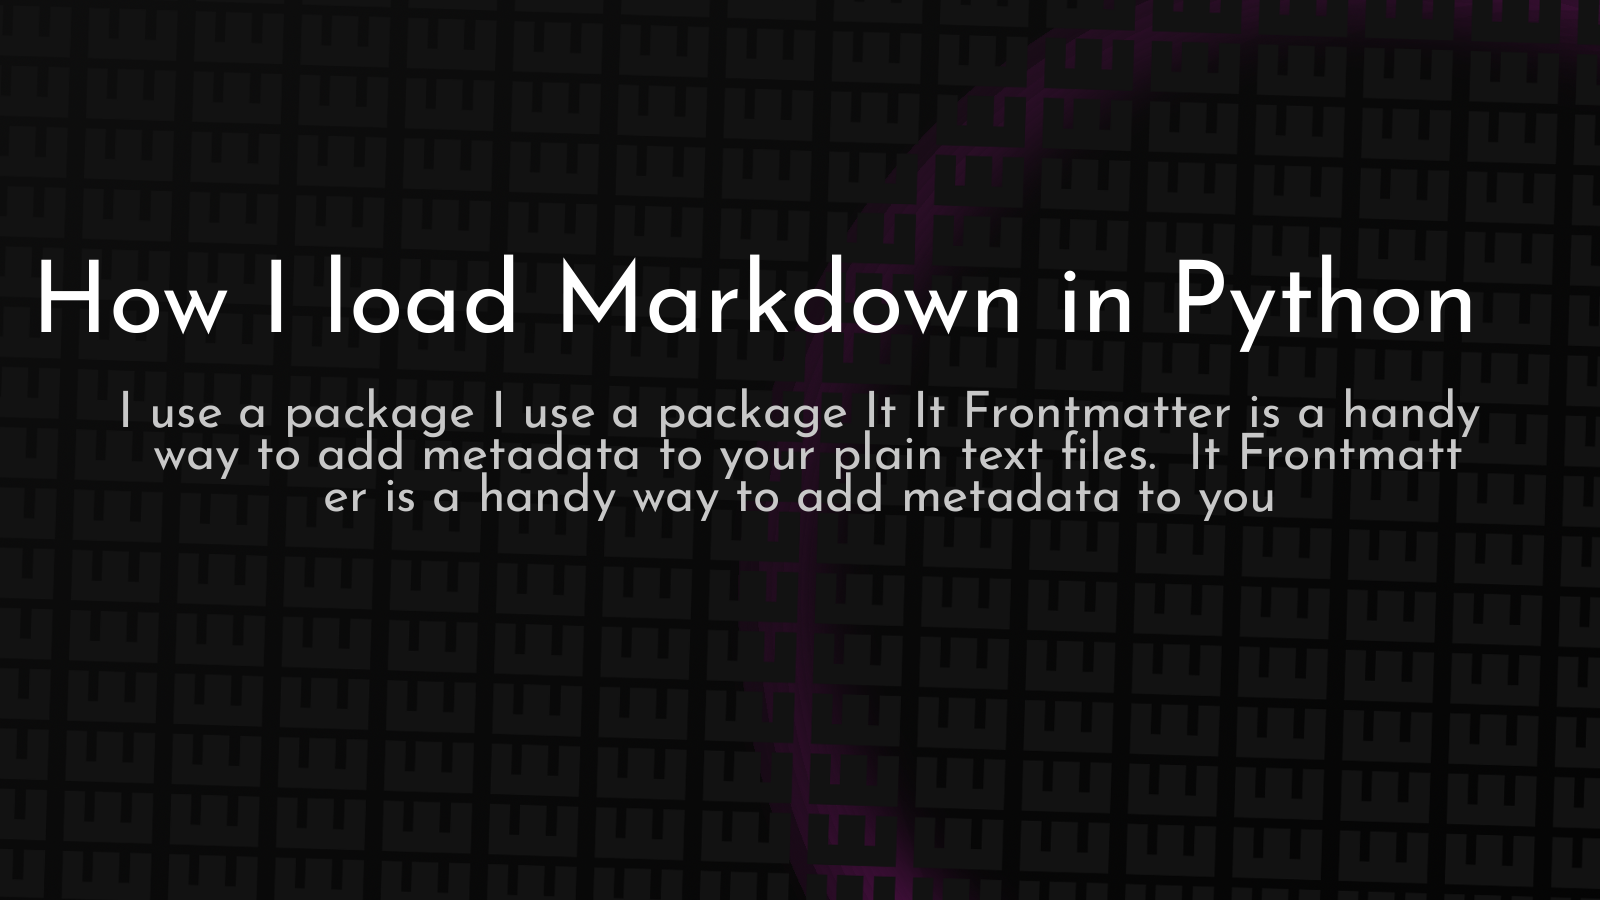 How I load Markdown in Python
I use a package I use a package It It Frontmatter is a handy
way to add metadata to your plain text files.  It Frontmatt
er is a handy way to add metadata to you